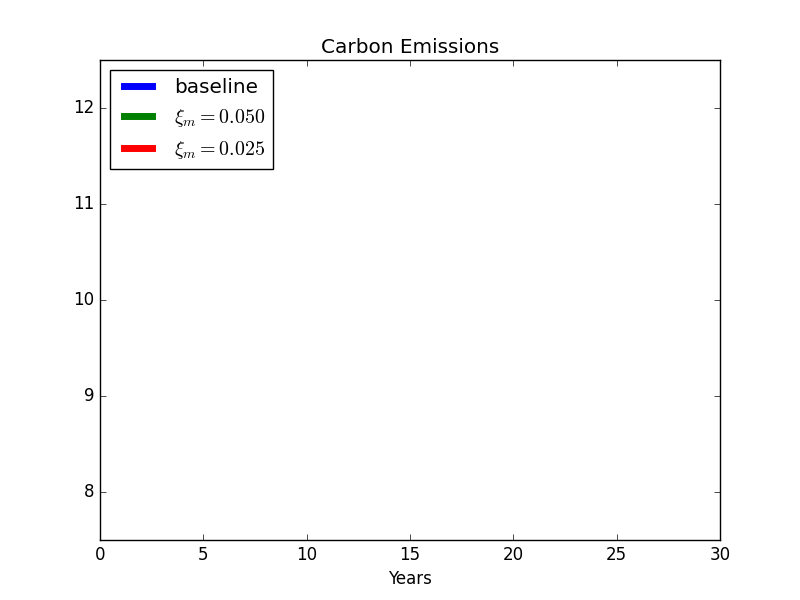 Carbon Emissions
baseline
ξₘ = 0.050
ξₘ = 0.025
12
11
10
9
8
0 5 10 15 20 25 30
Years